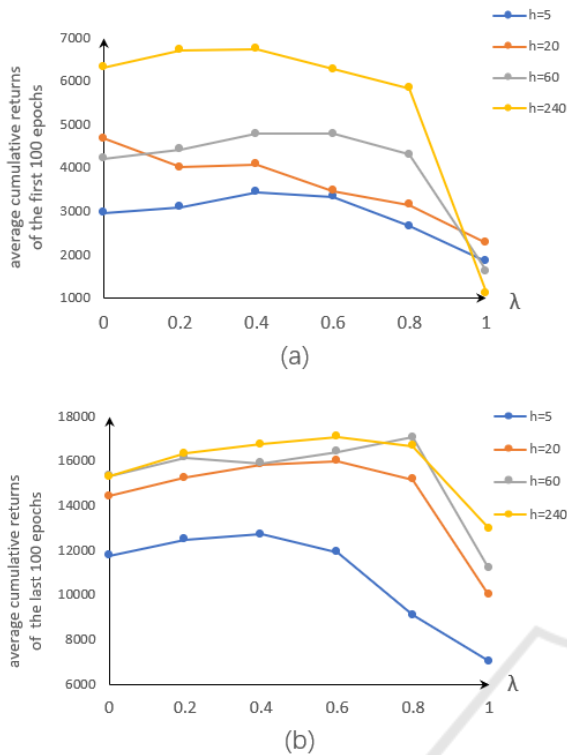 h=5
h=20
h=60
h=240
average cumulative returns
of the first 100 epochs
7000
6000
5000
4000
3000
2000
1000
0 0.2 0.4 0.6 0.8 1 λ
(a)
h=5
h=20
h=60
h=240
average cumulative returns
of the last 100 epochs
18000
16000
14000
12000
10000
8000
6000
0 0.2 0.4 0.6 0.8 1 λ
(b)